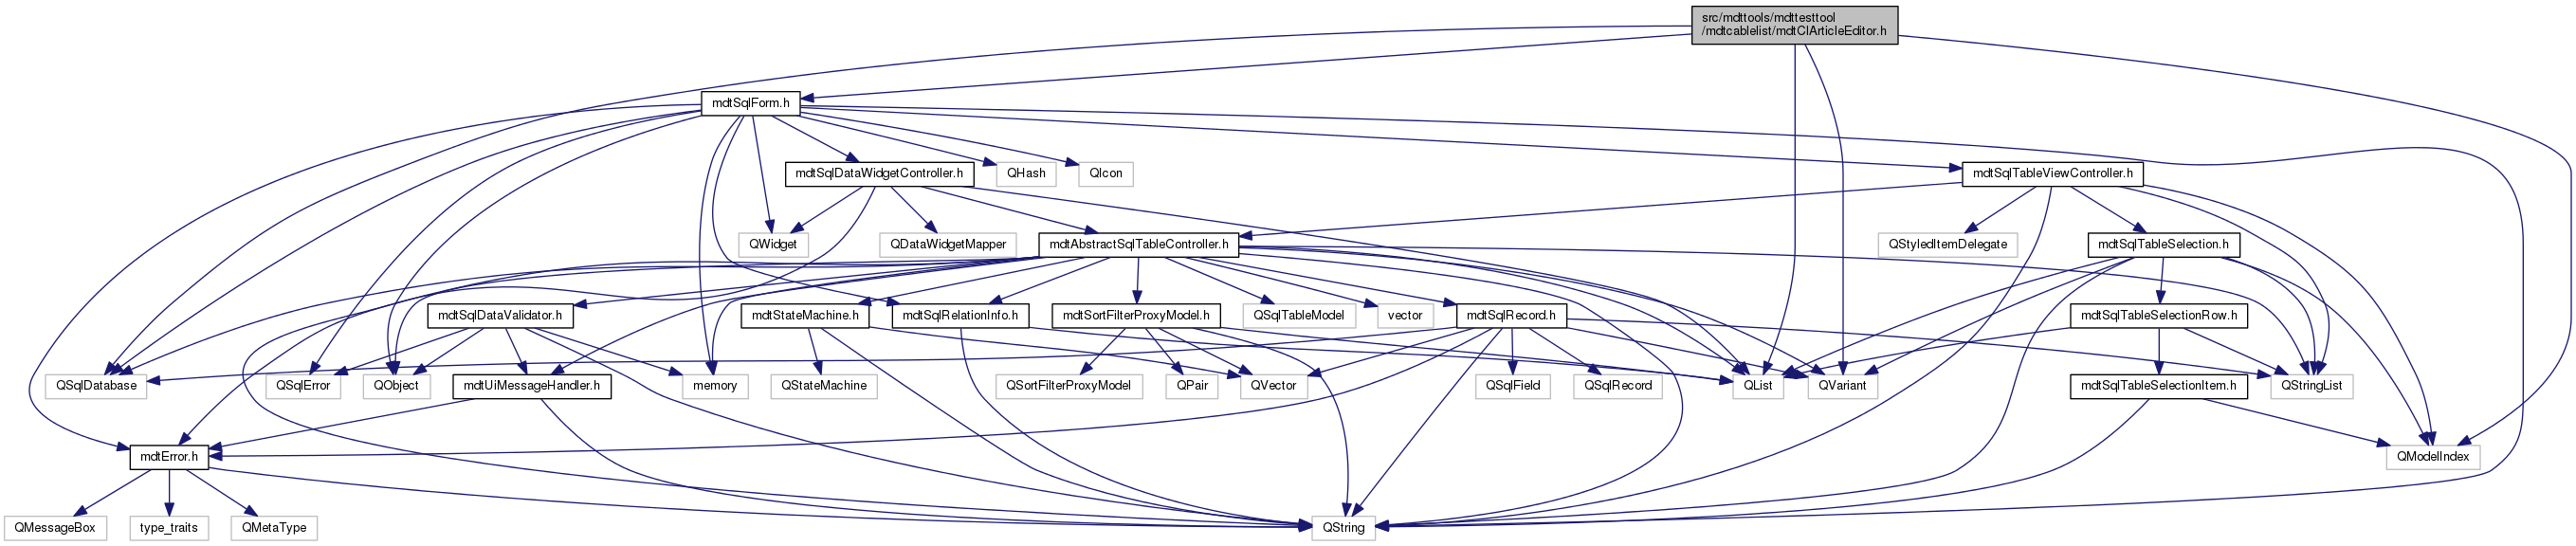 src/mdttools/mdttesttool
/mdtcablelist/mdtClArticleEditor.h
mdtSqlForm.h
mdtSqlDataWidgetController.h
QHash
QIcon
mdtSqlTableViewController.h
QWidget
QDataWidgetMapper
mdtAbstractSqlTableController.h
QStyledItemDelegate
mdtSqlTableSelection.h
mdtSqlDataValidator.h
mdtStateMachine.h
mdtSqlRelationInfo.h
mdtSortFilterProxyModel.h
QSqlTableModel
vector
mdtSqlRecord.h
mdtSqlTableSelectionRow.h
QSqlDatabase
QSqlError
QObject
mdtUiMessageHandler.h
memory
QStateMachine
QSortFilterProxyModel
QPair
QVector
QSqlField
QSqlRecord
QList
QVariant
mdtSqlTableSelectionItem.h
QStringList
mdtError.h
QModelIndex
QMessageBox
type_traits
QMetaType
QString